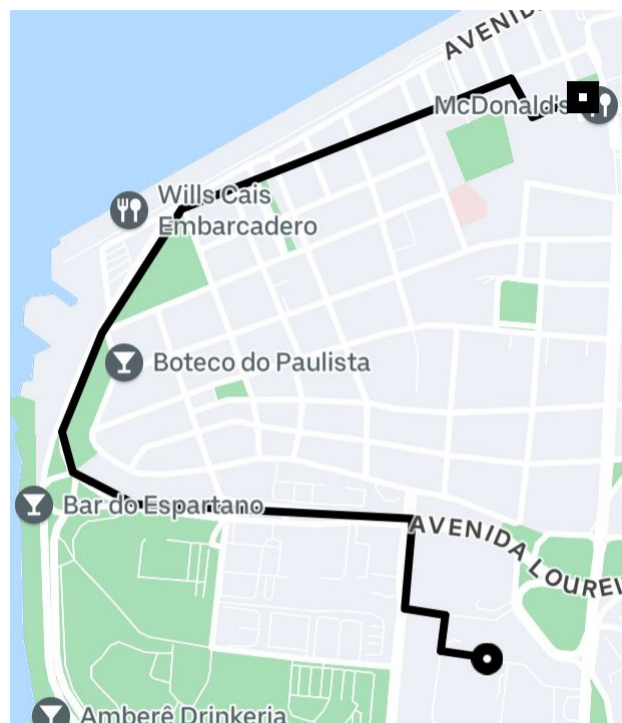 AVENIDA
McDonald's
Wills Cais
Embarcadero
Boteco do Paulista
Bar do Espartano
AVENIDA LOUREI
Amberê Drinkeria